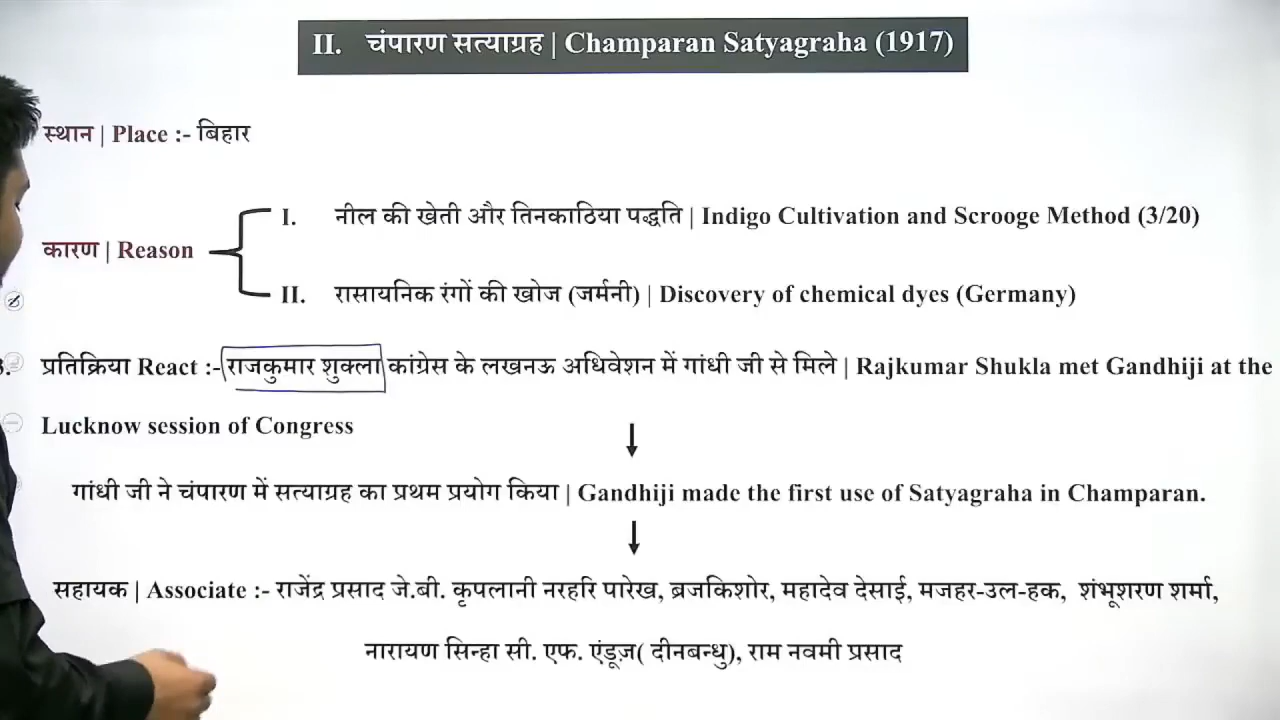 II. चंपारण सत्याग्रह | Champaran Satyagraha (1917)
स्थान | Place :- बिहार
कारण | Reason
I. नील की खेती और तिनकाठिया पद्धति | Indigo Cultivation and Scrooge Method (3/20)
II. रासायनिक रंगों की खोज (जर्मनी) | Discovery of chemical dyes (Germany)
प्रतिक्रिया React :- राजकुमार शुक्ला कांग्रेस के लखनऊ अधिवेशन में गांधी जी से मिले | Rajkumar Shukla met Gandhiji at the
Lucknow session of Congress
गांधी जी ने चंपारण में सत्याग्रह का प्रथम प्रयोग किया | Gandhiji made the first use of Satyagraha in Champaran.
सहायक | Associate :- राजेंद्र प्रसाद जे.बी. कृपलानी नरहरि पारेख, ब्रजकिशोर, महादेव देसाई, मजहर-उल-हक, शंभूशरण शर्मा,
नारायण सिन्हा सी. एफ. एंड्रूज़( दीनबन्धु), राम नवमी प्रसाद